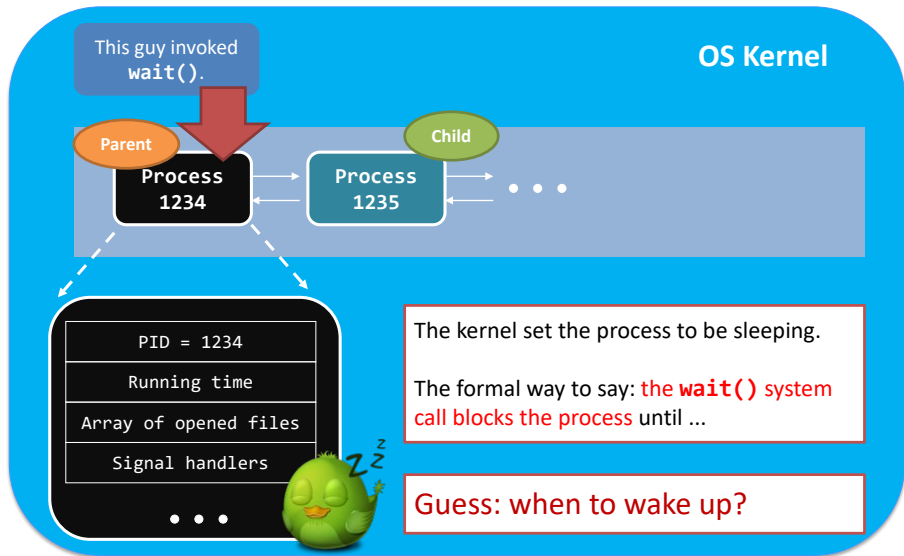 This guy invoked
wait().
OS Kernel
Parent
Child
Process
1234
Process
1235
PID = 1234
Running time
Array of opened files
Signal handlers
The kernel set the process to be sleeping.
The formal way to say: the wait() system
call blocks the process until ...
z
z
Z
Guess: when to wake up?